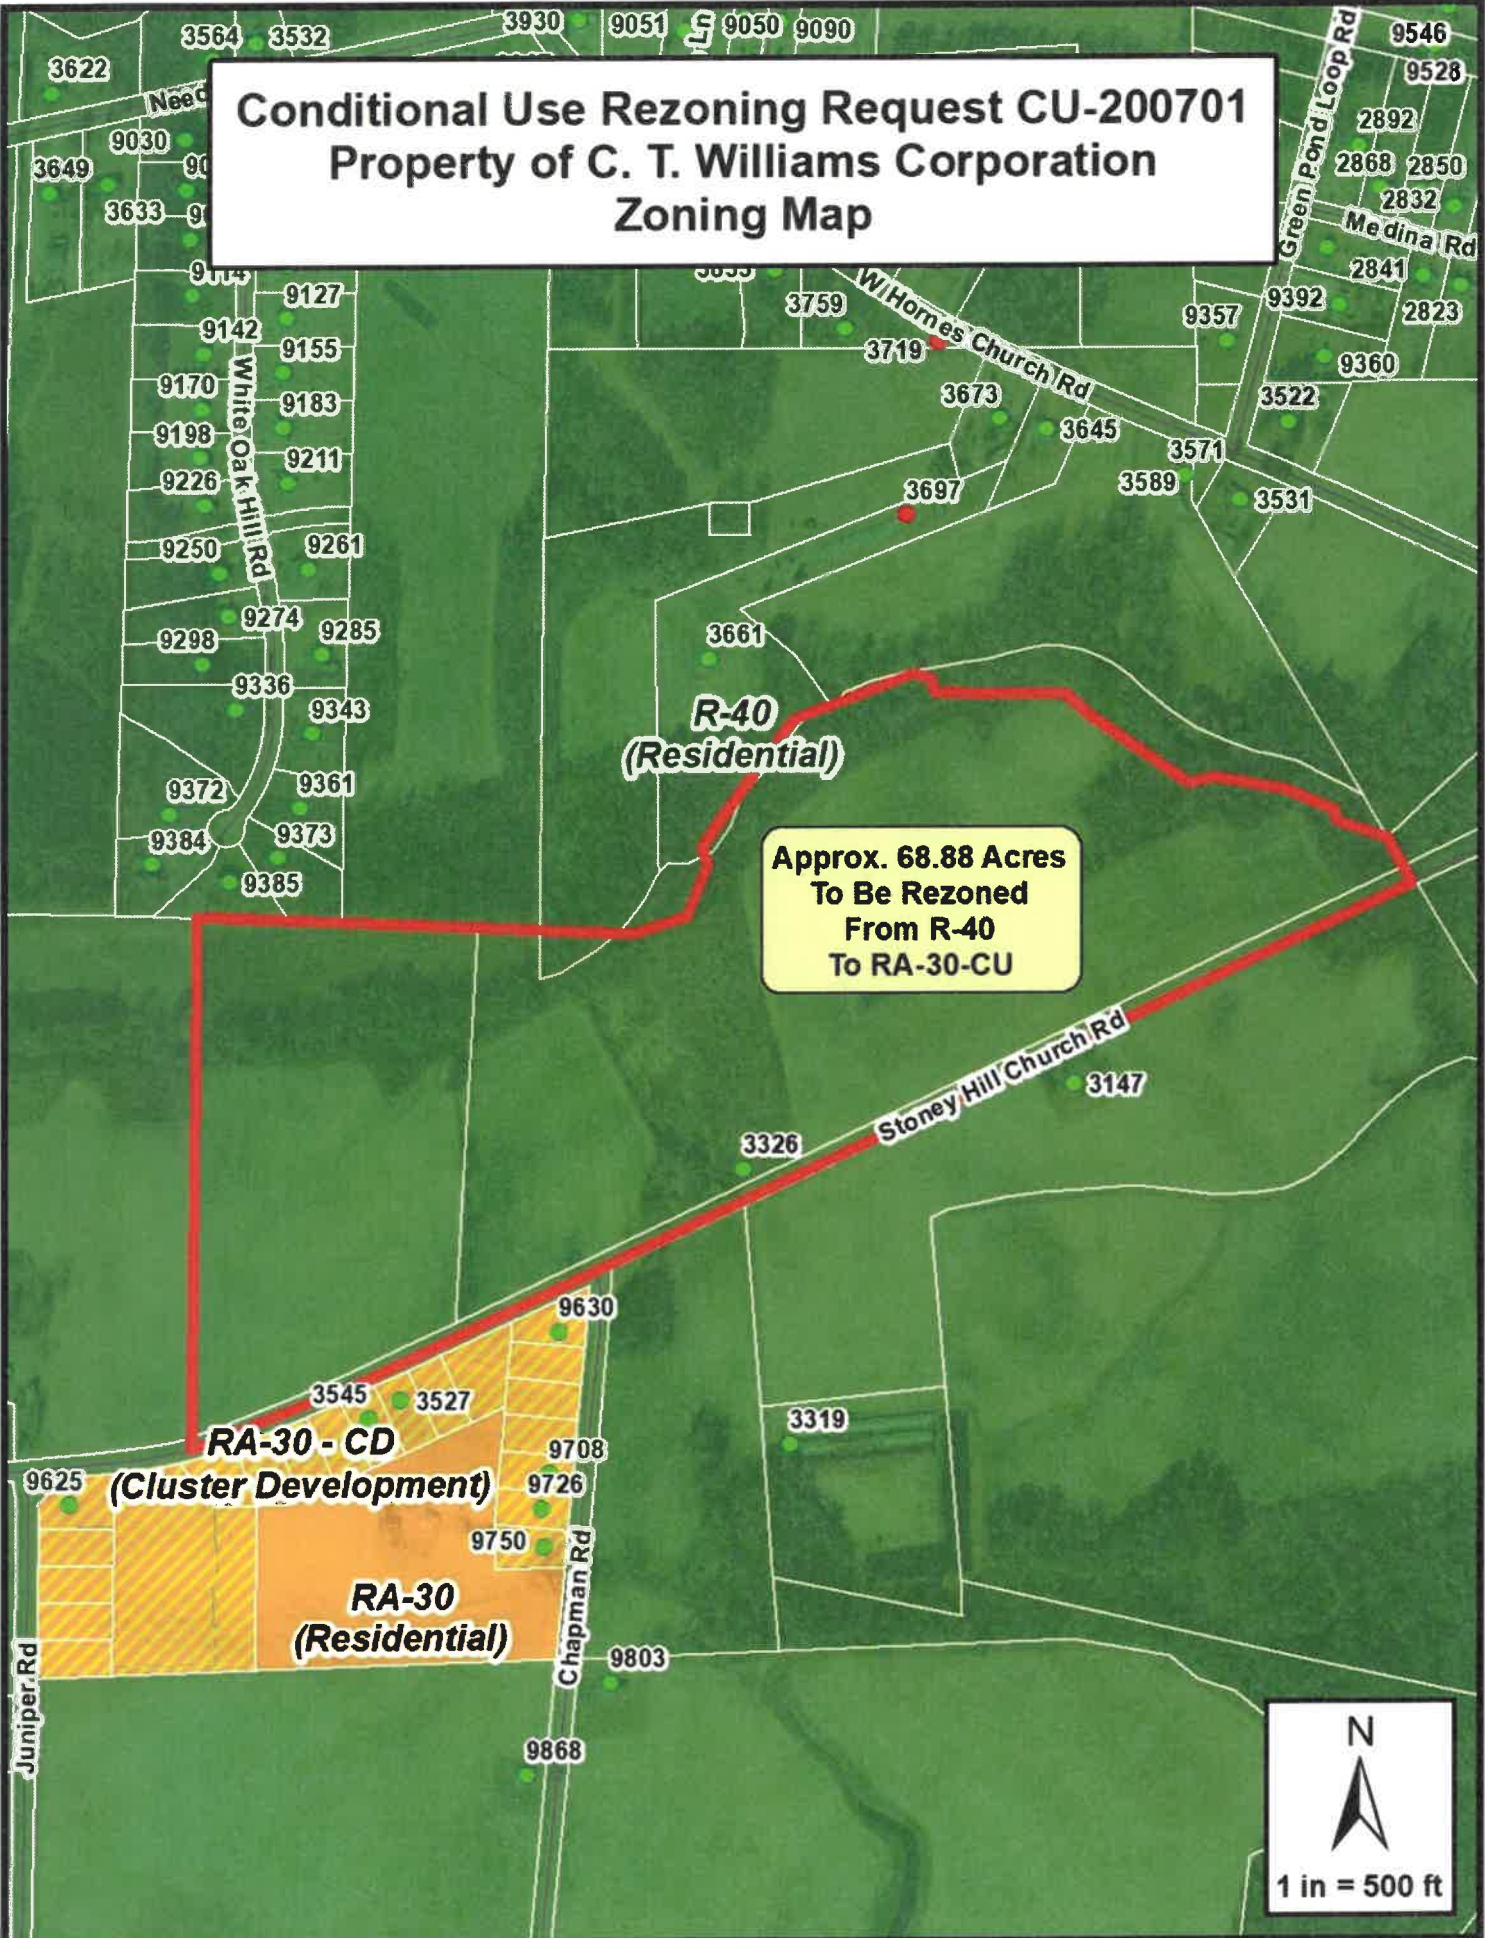 3564
3532
3930
9051
Ln
9050
9090
9546
9528
3622
Conditional Use Rezoning Request CU-200701
Property of C. T. Williams Corporation
Zoning Map
Green Pond Loop Rd
2892
2868
2850
2832
Medina Rd
9030
3649
3633
2841
2823
9392
9357
9360
3522
9114
9127
9142
9155
9170
9183
9198
9211
9226
White Oak Hill Rd
9250
9261
9274
9285
9298
9336
9343
9372
9361
9384
9373
9385
3759
W Hornes Church Rd
3719
3673
3645
3571
3589
3531
3697
3661
R-40
(Residential)
Approx. 68.88 Acres
To Be Rezoned
From R-40
To RA-30-CU
Stoney Hill Church Rd
3147
3326
9630
3545
3527
RA-30 - CD
(Cluster Development)
9625
9708
9726
9750
3319
RA-30
(Residential)
Chapman Rd
Juniper Rd
9803
9868
N
1 in = 500 ft